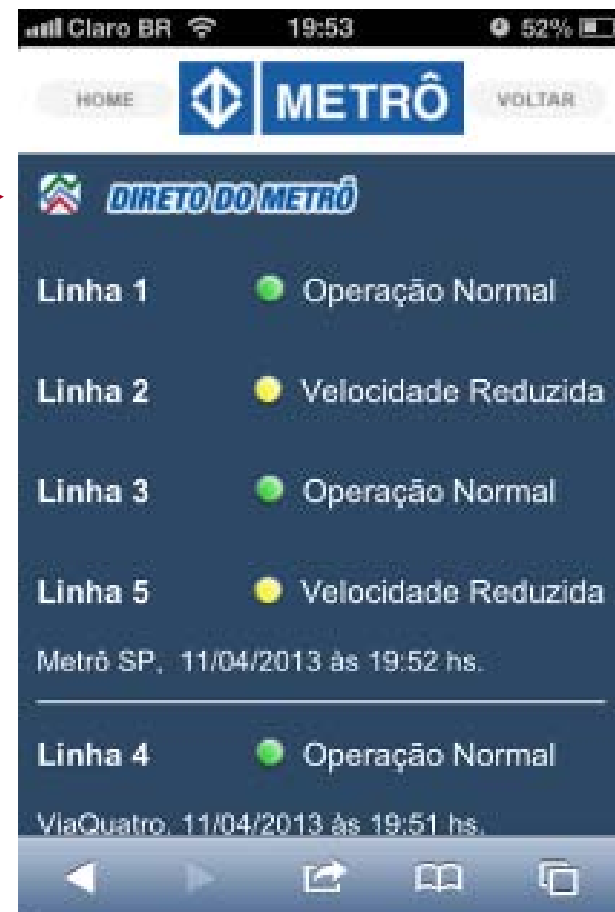 Claro BR 19:53 52%
HOME METRÔ VOLTAR
DIRETO DO METRÔ
Linha 1 Operação Normal
Linha 2 Velocidade Reduzida
Linha 3 Operação Normal
Linha 5 Velocidade Reduzida
Metrô SP, 11/04/2013 às 19:52 hs.
Linha 4 Operação Normal
ViaQuatro, 11/04/2013 às 19:51 hs.